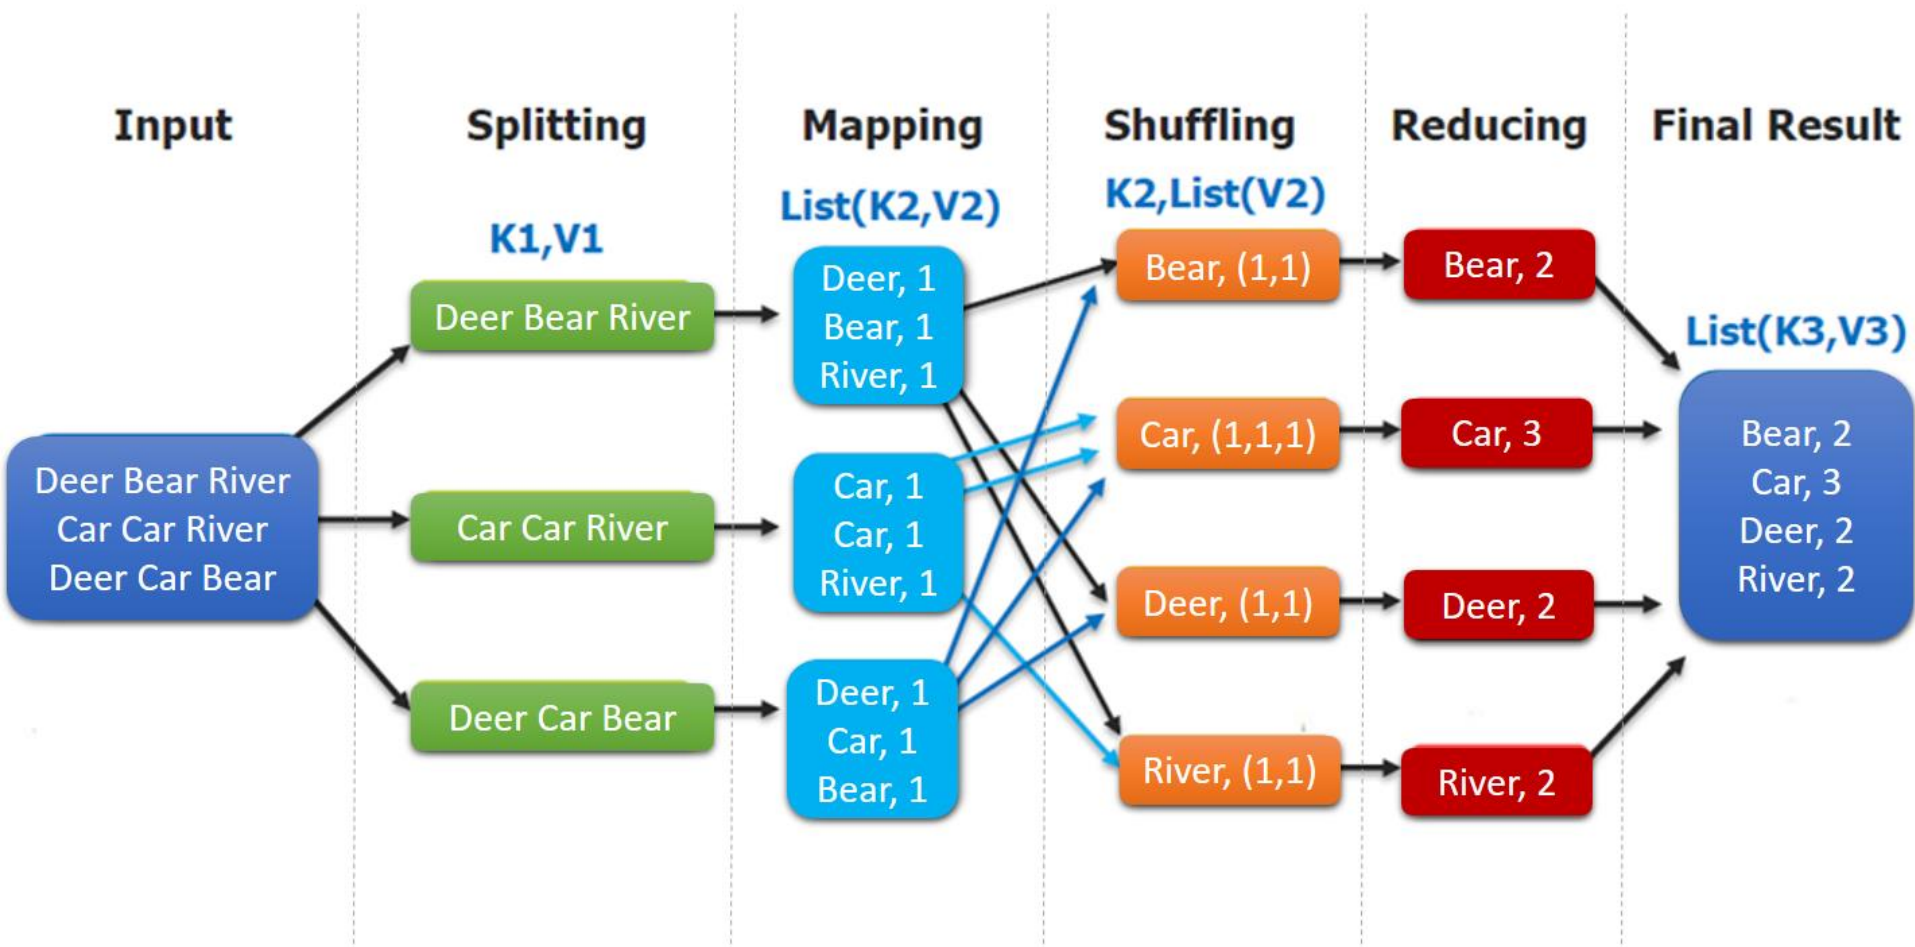 Input
Splitting
Mapping
Shuffling
Reducing
Final Result
K1,V1
List(K2,V2)
K2,List(V2)
List(K3,V3)
Deer Bear River
Car Car River
Deer Car Bear
Deer Bear River
Car Car River
Deer Car Bear
Deer, 1
Bear, 1
River, 1
Car, 1
Car, 1
River, 1
Deer, 1
Car, 1
Bear, 1
Bear, (1,1)
Car, (1,1,1)
Deer, (1,1)
River, (1,1)
Bear, 2
Car, 3
Deer, 2
River, 2
Bear, 2
Car, 3
Deer, 2
River, 2